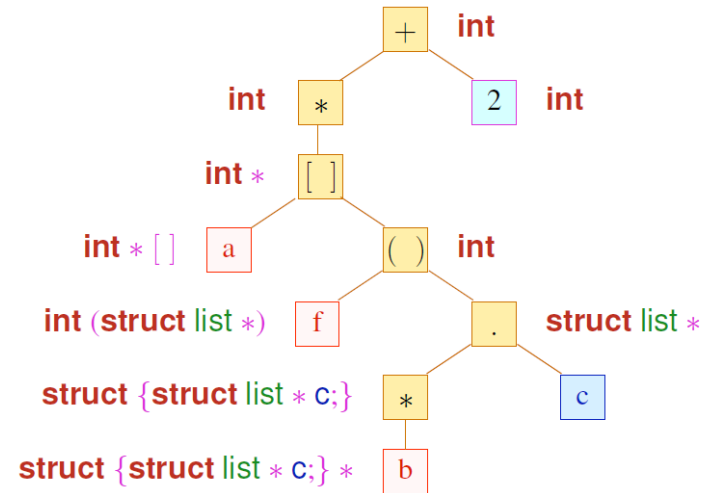 + int
int * 2 int
int * [ ]
int * [ ] a ( ) int
int (struct list *) f . struct list *
struct {struct list * c;} * c
struct {struct list * c;} * b